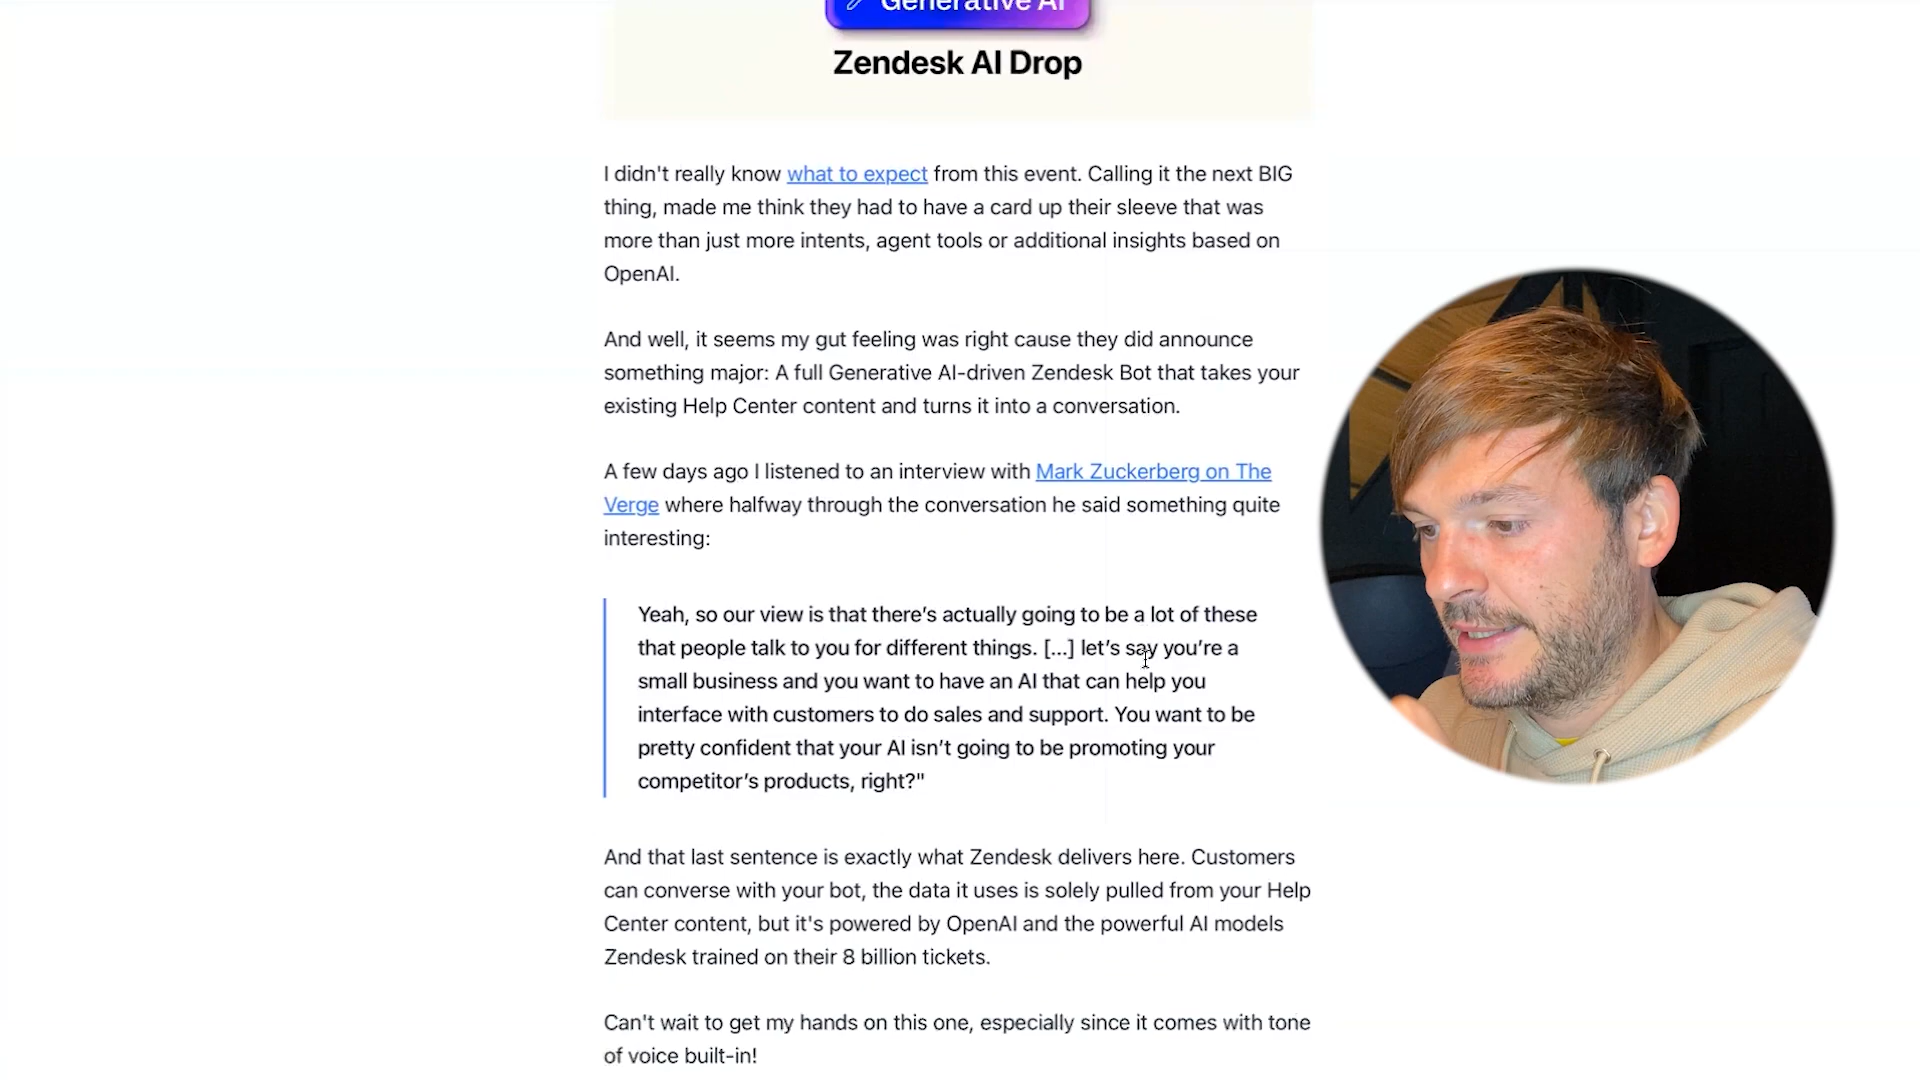 Generative AI
Zendesk AI Drop
I didn't really know what to expect from this event. Calling it the next BIG
thing, made me think they had to have a card up their sleeve that was
more than just more intents, agent tools or additional insights based on
OpenAI.
And well, it seems my gut feeling was right cause they did announce
something major: A full Generative AI-driven Zendesk Bot that takes your
existing Help Center content and turns it into a conversation.
A few days ago I listened to an interview with Mark Zuckerberg on The
Verge where halfway through the conversation he said something quite
interesting:
Yeah, so our view is that there’s actually going to be a lot of these
that people talk to you for different things. [...] let’s say you’re a
small business and you want to have an AI that can help you
interface with customers to do sales and support. You want to be
pretty confident that your AI isn’t going to be promoting your
competitor’s products, right?"
And that last sentence is exactly what Zendesk delivers here. Customers
can converse with your bot, the data it uses is solely pulled from your Help
Center content, but it's powered by OpenAI and the powerful AI models
Zendesk trained on their 8 billion tickets.
Can't wait to get my hands on this one, especially since it comes with tone
of voice built-in!